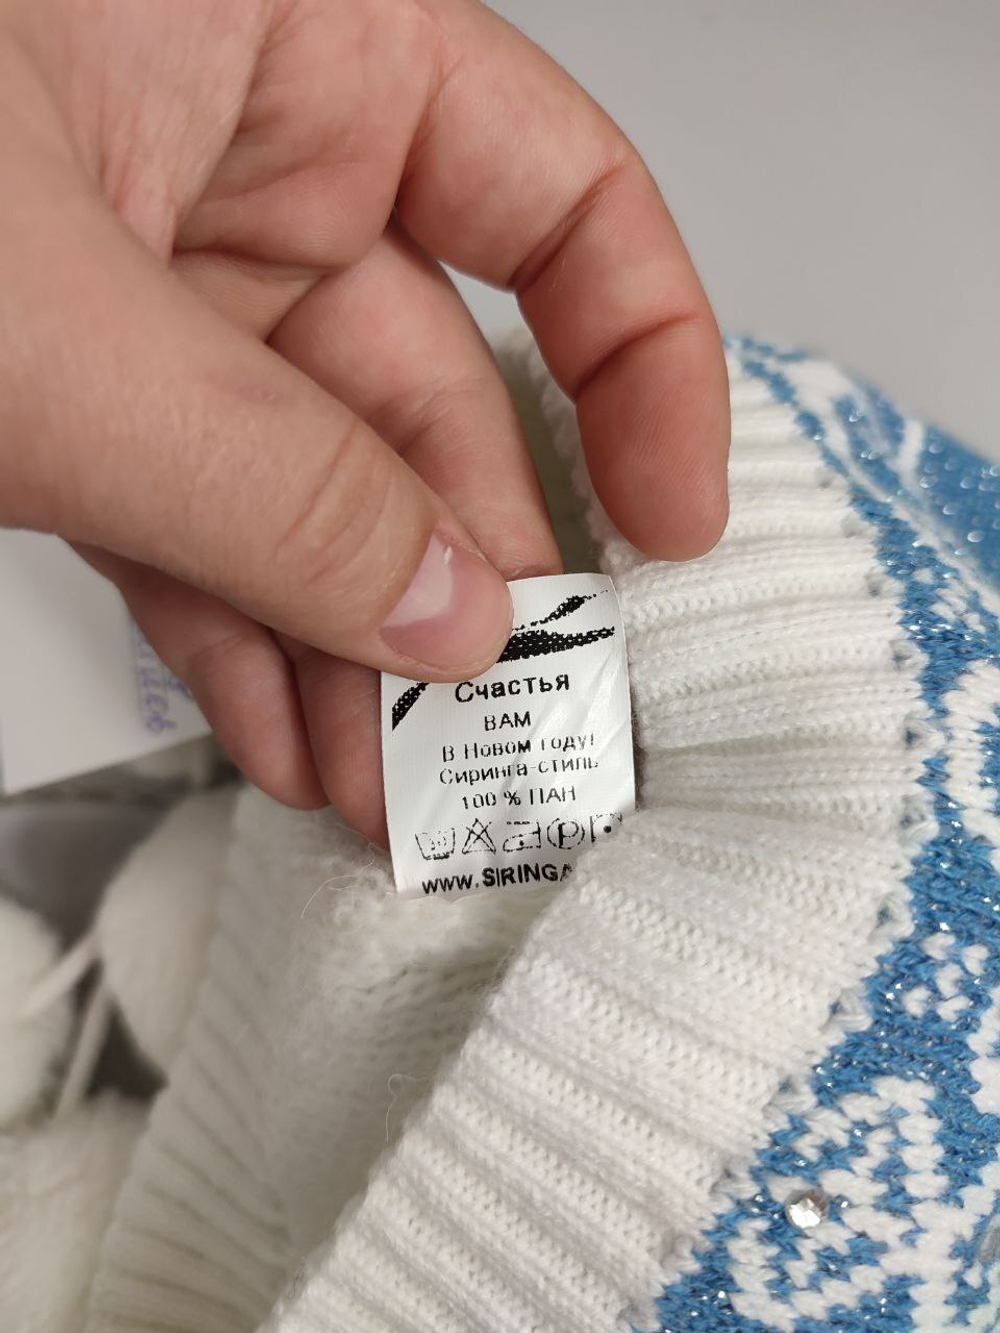 Счастья
ВАМ
В Новом году!
Сиринга-стиль
100 % ПАН
WWW.SIRINGA